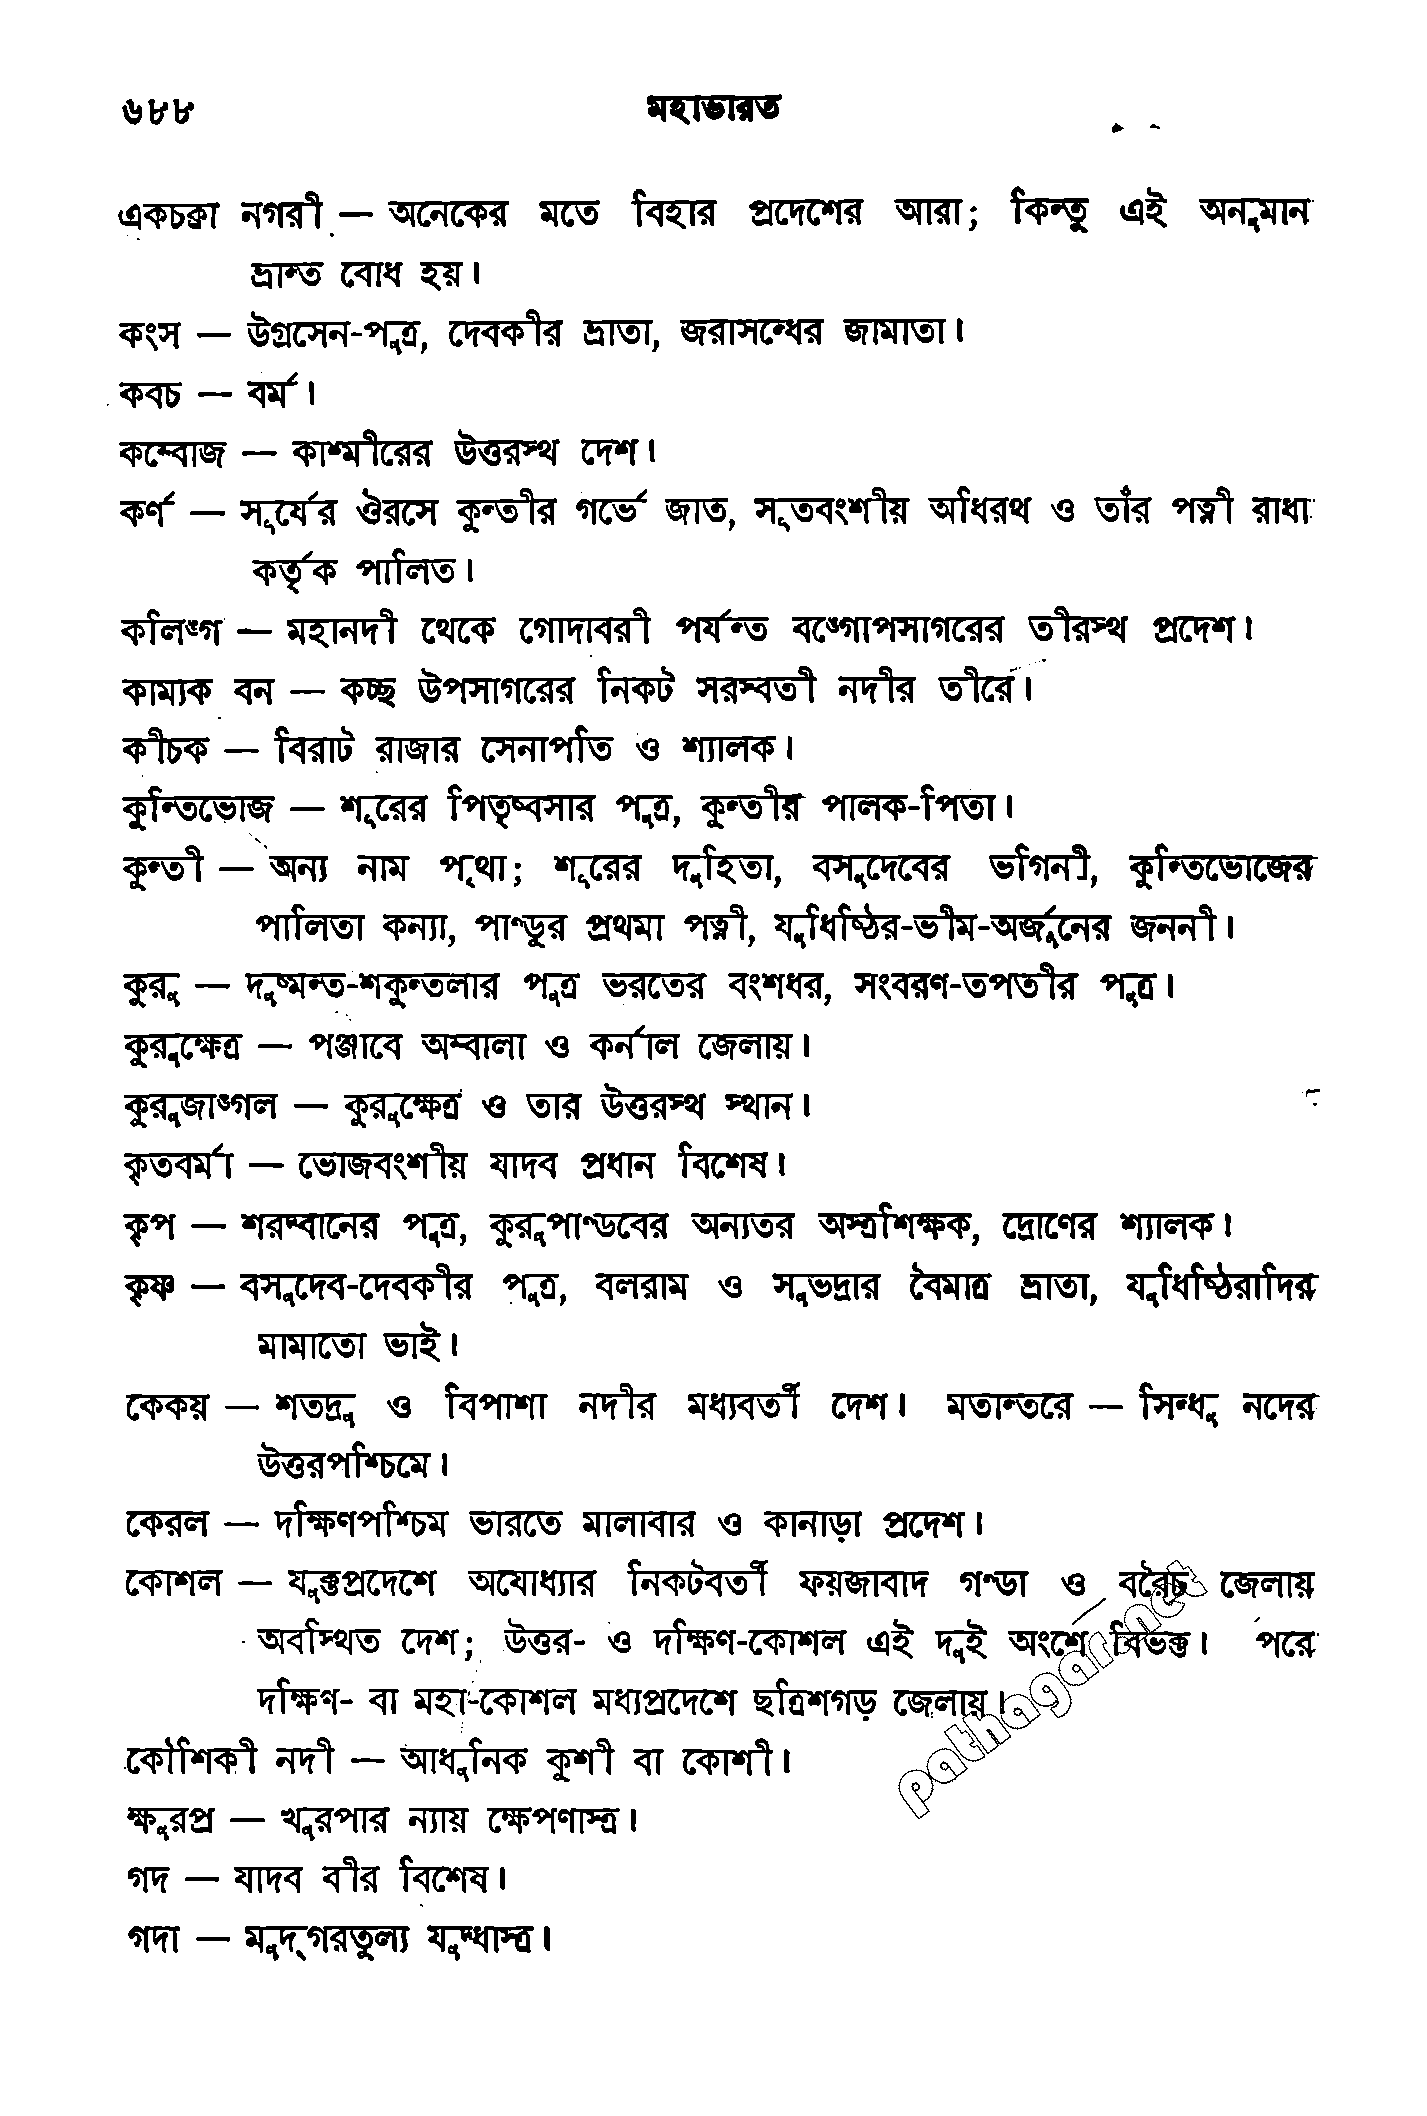 ৬৮৮ মহাভারত
একচক্রা নগরী — অনেকের মতে বিহার প্রদেশের আরা; কিন্তু এই অনুমান
ভ্রান্ত বোধ হয়।
কংস — উগ্রসেন-পুত্র, দেবকীর ভ্রাতা, জরাসন্ধের জামাতা।
কবচ — বর্ম।
কম্বোজ — কাশ্মীরের উত্তরস্থ দেশ।
কর্ণ — সূর্যের ঔরসে কুন্তীর গর্ভে জাত, সূতবংশীয় অধিরথ ও তাঁর পত্নী রাধা
কর্তৃক পালিত।
কলিঙ্গ — মহানদী থেকে গোদাবরী পর্যন্ত বঙ্গোপসাগরের তীরস্থ প্রদেশ।
কাম্যক বন — কচ্ছ উপসাগরের নিকট সরস্বতী নদীর তীরে।
কীচক — বিরাট রাজার সেনাপতি ও শ্যালক।
কুন্তিভোজ — শূরের পিতৃষ্বসার পুত্র, কুন্তীর পালক-পিতা।
কুন্তী — অন্য নাম পৃথা; শূরের দুহিতা, বসুদেবের ভগিনী, কুন্তিভোজের
পালিতা কন্যা, পাণ্ডুর প্রথমা পত্নী, যুধিষ্ঠির-ভীম-অর্জুনের জননী।
কুরু — দুষ্মন্ত-শকুন্তলার পুত্র ভরতের বংশধর, সংবরণ-তপতীর পুত্র।
কুরুক্ষেত্র — পঞ্জাবে অম্বালা ও কর্নাল জেলায়।
কুরুজাঙ্গল — কুরুক্ষেত্র ও তার উত্তরস্থ স্থান।
কৃতবর্মা — ভোজবংশীয় যাদব প্রধান বিশেষ।
কৃপ — শরদ্বানের পুত্র, কুরুপাণ্ডবের অন্যতর অস্ত্রশিক্ষক, দ্রোণের শ্যালক।
কৃষ্ণ — বসুদেব-দেবকীর পুত্র, বলরাম ও সুভদ্রার বৈমাত্র ভ্রাতা, যুধিষ্ঠিরাদির
মামাতো ভাই।
কেকয় — শতদ্রু ও বিপাশা নদীর মধ্যবর্তী দেশ। মতান্তরে — সিন্ধু নদের
উত্তরপশ্চিমে।
কেরল — দক্ষিণপশ্চিম ভারতে মালাবার ও কানাড়া প্রদেশ।
কোশল — যুক্তপ্রদেশে অযোধ্যার নিকটবর্তী ফয়জাবাদ গণ্ডা ও বরৈচ জেলায়
অবস্থিত দেশ; উত্তর- ও দক্ষিণ-কোশল এই দুই অংশে বিভক্ত। পরে
দক্ষিণ- বা মহা-কোশল মধ্যপ্রদেশে ছত্রিশগড় জেলায়।
কৌশিকী নদী — আধুনিক কুশী বা কোশী।
ক্ষুরপ্র — খুরপার ন্যায় ক্ষেপণাস্ত্র।
গদ — যাদব বীর বিশেষ।
গদা — মুদ্‌গরতুল্য যুদ্ধাস্ত্র।
pathagar.net